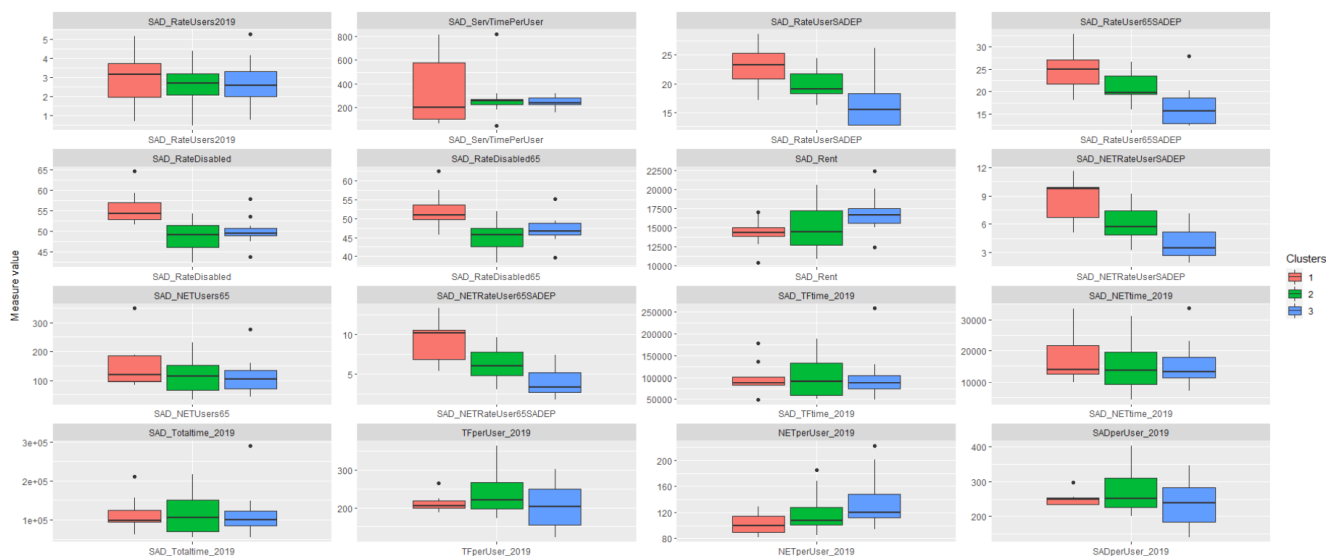 SAD_RateUsers2019
SAD_ServTimePerUser
SAD_RateUserSADEP
SAD_RateUser65SADEP
5
4
3
2
1
800
600
400
200
25
20
15
30
25
20
15
SAD_RateUsers2019
SAD_ServTimePerUser
SAD_RateUserSADEP
SAD_RateUser65SADEP
SAD_RateDisabled
SAD_RateDisabled65
SAD_Rent
SAD_NETRateUserSADEP
65
60
55
50
45
60
55
50
45
40
22500
20000
17500
15000
12500
10000
12
9
6
3
SAD_RateDisabled
SAD_RateDisabled65
SAD_Rent
SAD_NETRateUserSADEP
SAD_NETUsers65
SAD_NETRateUser65SADEP
SAD_TFtime_2019
SAD_NETtime_2019
300
200
100
10
5
250000
200000
150000
100000
50000
30000
20000
10000
SAD_NETUsers65
SAD_NETRateUser65SADEP
SAD_TFtime_2019
SAD_NETtime_2019
SAD_Totaltime_2019
TFperUser_2019
NETperUser_2019
SADperUser_2019
3e+05
2e+05
1e+05
300
200
200
160
120
80
400
300
200
SAD_Totaltime_2019
TFperUser_2019
NETperUser_2019
SADperUser_2019
Measure value
Clusters
1
2
3